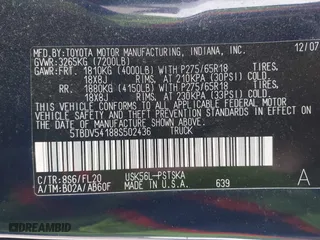 MFD.BY:TOYOTA MOTOR MANUFACTURING, INDIANA, INC. 12/07
GVWR: 3265KG (7200LB)
GAWR:FRT. 1810KG (4000LB)WITH P275/65R18 TIRES,
18X8J RIMS, AT 210KPA (30PSI) COLD
RR. 1880KG (4150LB)WITH P275/65R18 TIRES,
18X8J RIMS, AT 230KPA (33PSI) COLD
THIS VEHICLE CONFORMS TO ALL APPLICABLE FEDERAL
MOTOR VEHICLE SAFETY STANDARDS IN EFFECT ON
THE DATE OF MANUFACTURE SHOWN ABOVE.
5TBDV54188S502436 TRUCK
C/TR:8S6/FL20 USK56L-PSTSKA
A/TM:B02A/AB60F MADE IN U.S.A. 639 A
DREAMBID